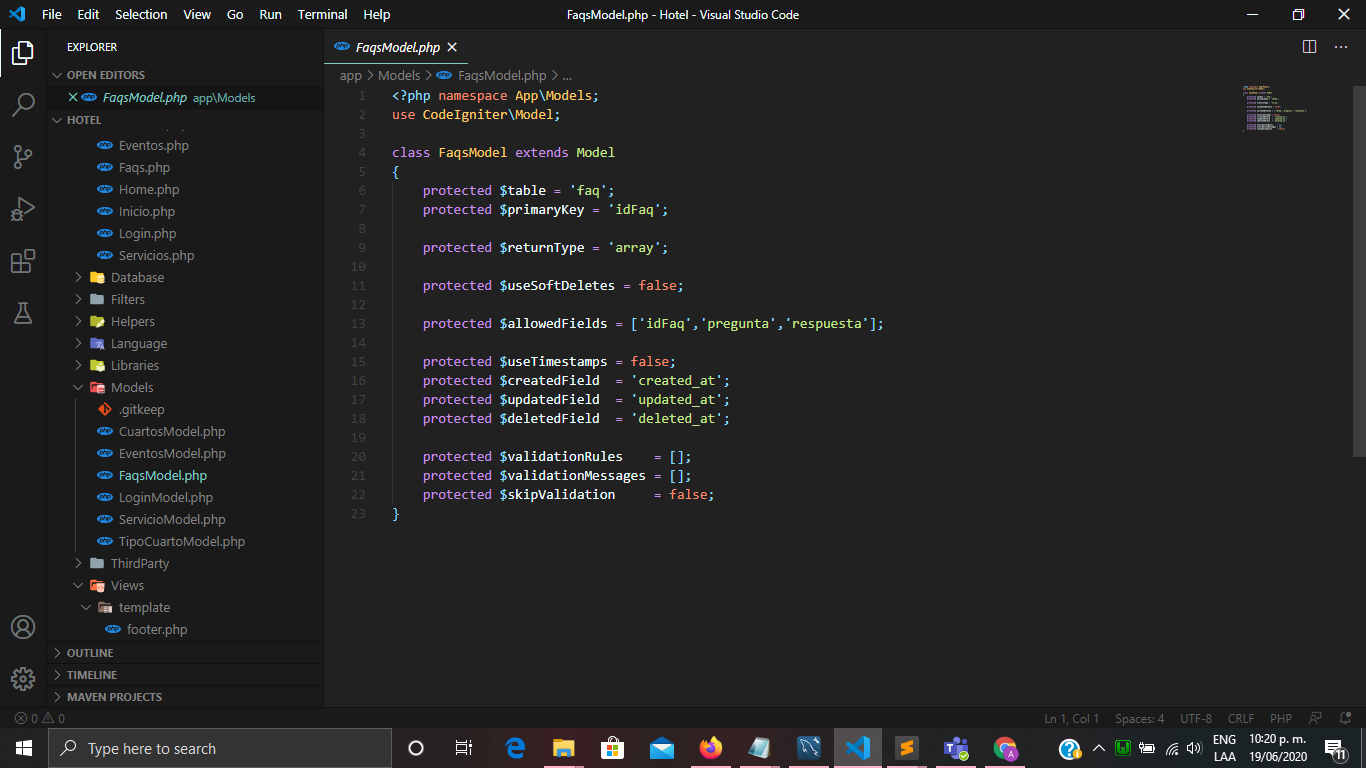 File Edit Selection View Go Run Terminal Help
FaqsModel.php - Hotel - Visual Studio Code
EXPLORER
OPEN EDITORS
FaqsModel.php app\Models
HOTEL
Eventos.php
Faqs.php
Home.php
Inicio.php
Login.php
Servicios.php
Database
Filters
Helpers
Language
Libraries
Models
.gitkeep
CuartosModel.php
EventosModel.php
FaqsModel.php
LoginModel.php
ServicioModel.php
TipoCuartoModel.php
ThirdParty
Views
template
footer.php
OUTLINE
TIMELINE
MAVEN PROJECTS
FaqsModel.php
app > Models > FaqsModel.php > ...
1 <?php namespace App\Models;
2 use CodeIgniter\Model;
3
4 class FaqsModel extends Model
5 {
6 protected $table = 'faq';
7 protected $primaryKey = 'idFaq';
8
9 protected $returnType = 'array';
10
11 protected $useSoftDeletes = false;
12
13 protected $allowedFields = ['idFaq','pregunta','respuesta'];
14
15 protected $useTimestamps = false;
16 protected $createdField  = 'created_at';
17 protected $updatedField  = 'updated_at';
18 protected $deletedField  = 'deleted_at';
19
20 protected $validationRules    = [];
21 protected $validationMessages = [];
22 protected $skipValidation     = false;
23 }
0 0
Ln 1, Col 1 Spaces: 4 UTF-8 CRLF PHP
Type here to search
ENG
LAA
10:20 p. m.
19/06/2020
11